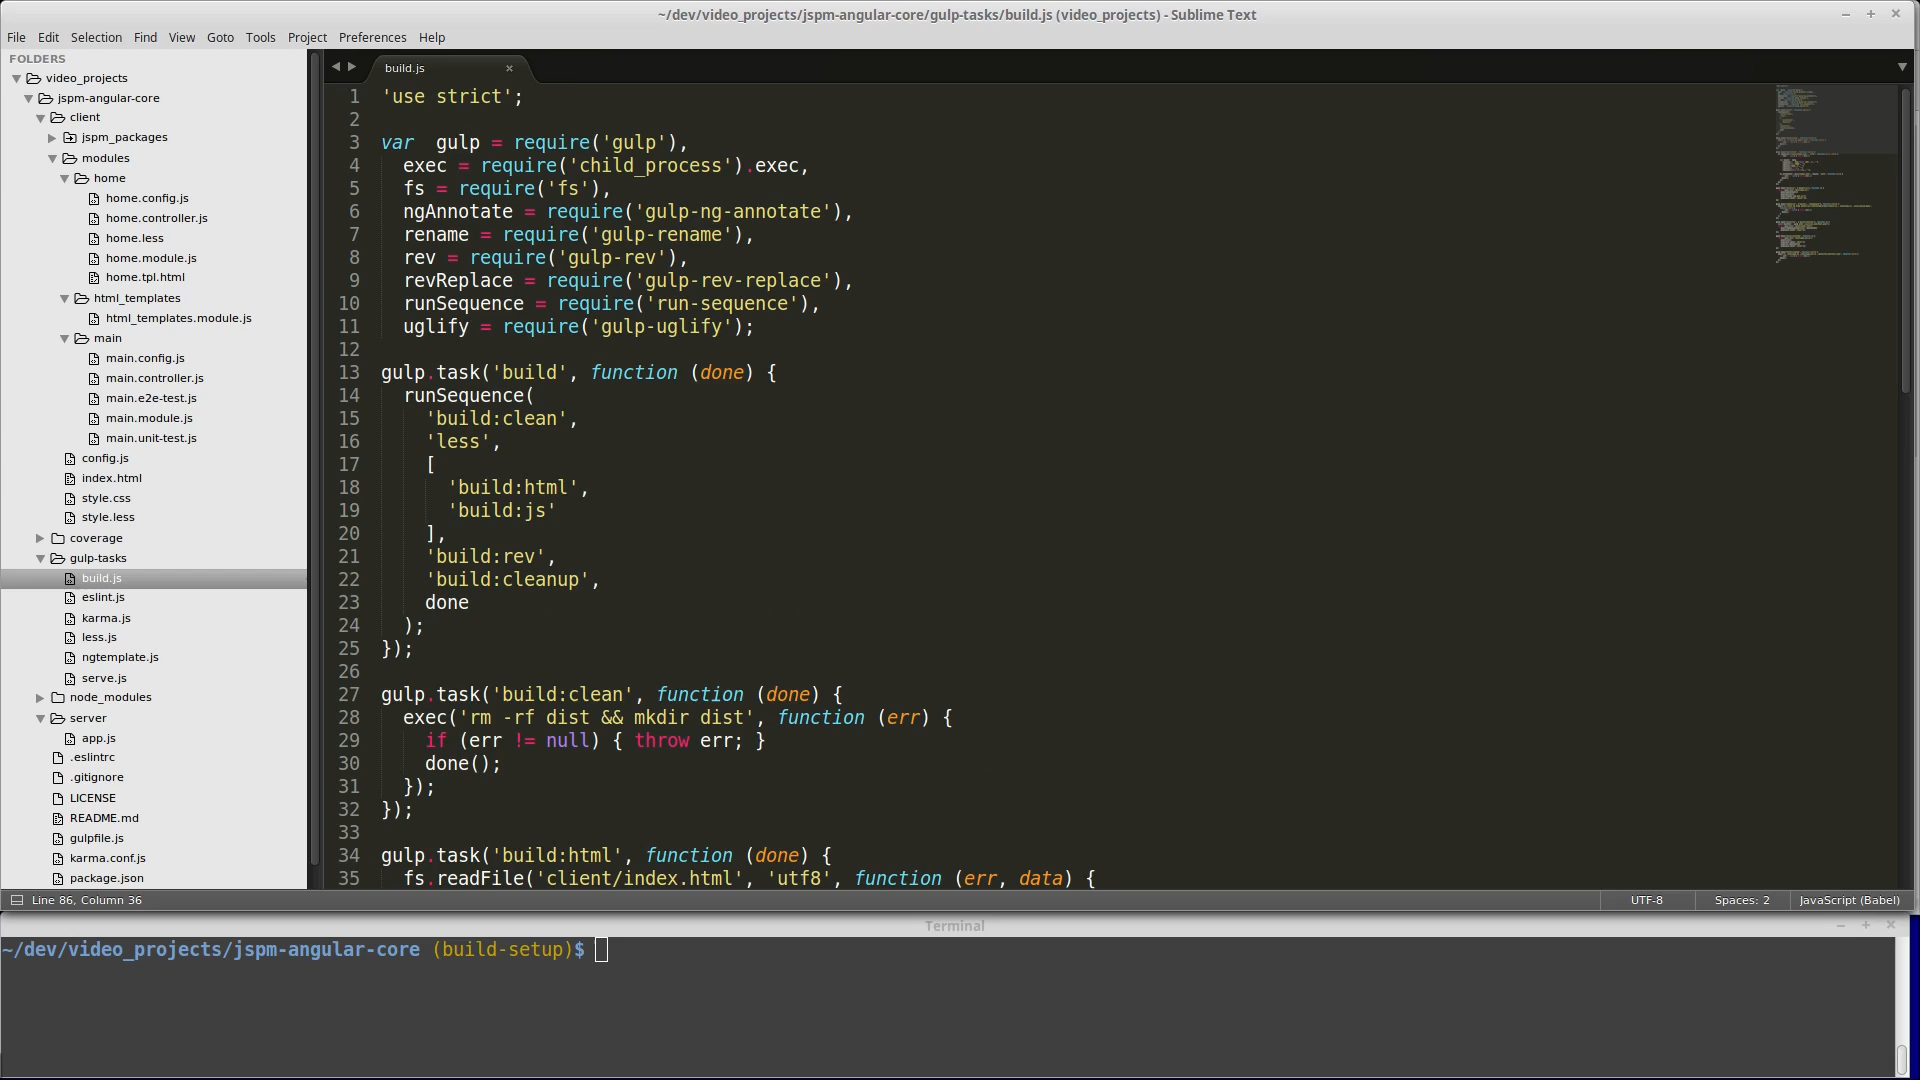 ~/dev/video_projects/jspm-angular-core/gulp-tasks/build.js (video_projects) - Sublime Text
File Edit Selection Find View Goto Tools Project Preferences Help
FOLDERS
video_projects
jspm-angular-core
client
jspm_packages
modules
home
home.config.js
home.controller.js
home.less
home.module.js
home.tpl.html
html_templates
html_templates.module.js
main
main.config.js
main.controller.js
main.e2e-test.js
main.module.js
main.unit-test.js
config.js
index.html
style.css
style.less
coverage
gulp-tasks
build.js
eslint.js
karma.js
less.js
ngtemplate.js
serve.js
node_modules
server
app.js
.eslintrc
.gitignore
LICENSE
README.md
gulpfile.js
karma.conf.js
package.json
build.js
1 'use strict';
2
3 var  gulp = require('gulp'),
4   exec = require('child_process').exec,
5   fs = require('fs'),
6   ngAnnotate = require('gulp-ng-annotate'),
7   rename = require('gulp-rename'),
8   rev = require('gulp-rev'),
9   revReplace = require('gulp-rev-replace'),
10   runSequence = require('run-sequence'),
11   uglify = require('gulp-uglify');
12
13 gulp.task('build', function (done) {
14   runSequence(
15     'build:clean',
16     'less',
17     [
18       'build:html',
19       'build:js'
20     ],
21     'build:rev',
22     'build:cleanup',
23     done
24   );
25 });
26
27 gulp.task('build:clean', function (done) {
28   exec('rm -rf dist && mkdir dist', function (err) {
29     if (err != null) { throw err; }
30     done();
31   });
32 });
33
34 gulp.task('build:html', function (done) {
35   fs.readFile('client/index.html', 'utf8', function (err, data) {
Line 86, Column 36 UTF-8 Spaces: 2 JavaScript (Babel)
Terminal
~/dev/video_projects/jspm-angular-core (build-setup)$